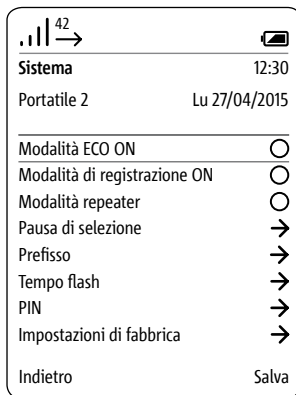 42
Sistema 12:30
Portatile 2 Lu 27/04/2015
Modalità ECO ON
Modalità di registrazione ON
Modalità repeater
Pausa di selezione
Prefisso
Tempo flash
PIN
Impostazioni di fabbrica
Indietro Salva